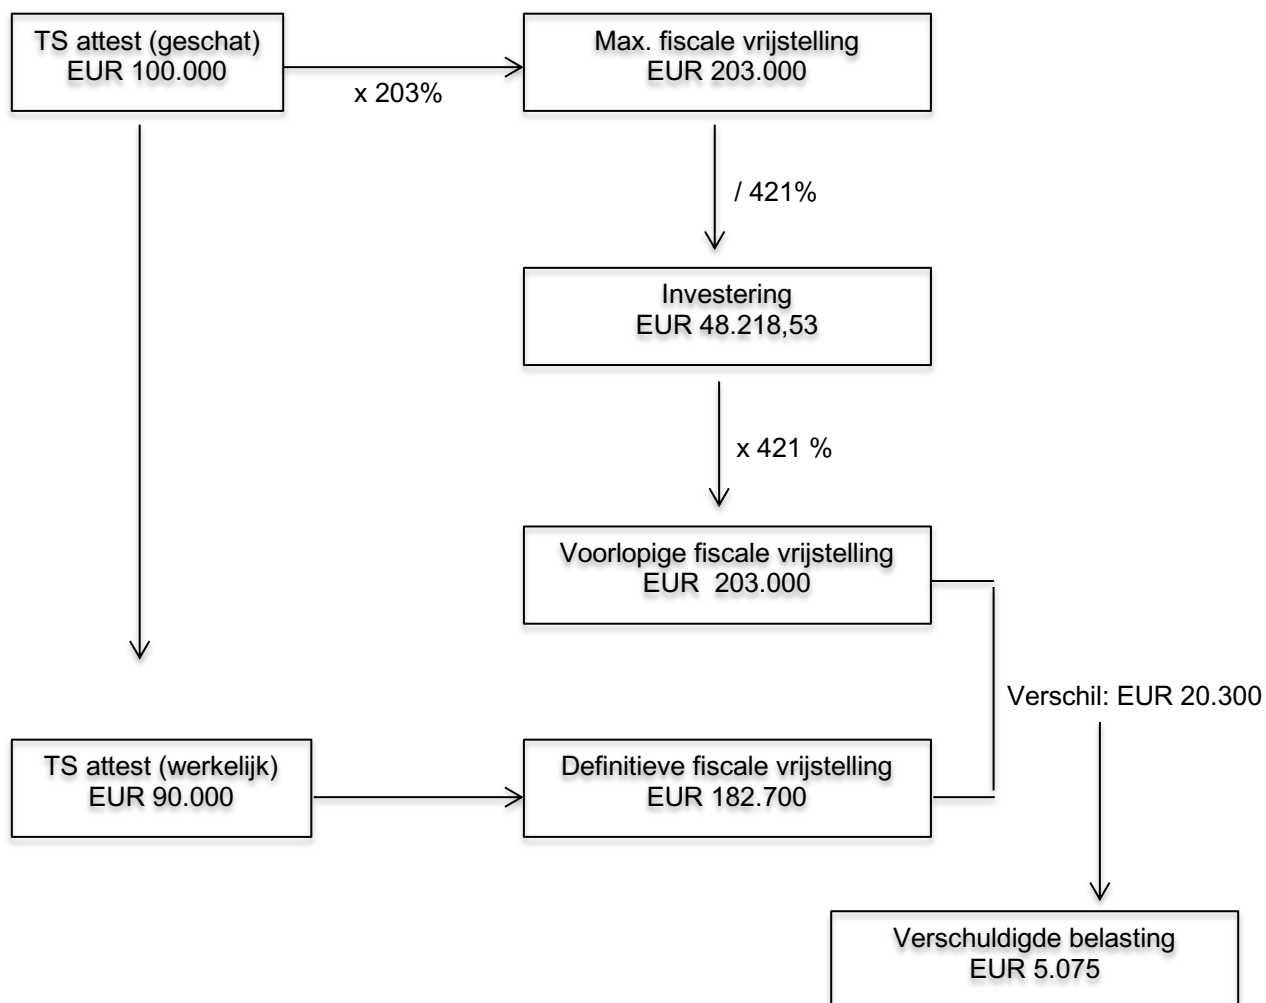 TS attest (geschat)
EUR 100.000
x 203%
Max. fiscale vrijstelling
EUR 203.000
/ 421%
Investering
EUR 48.218,53
x 421 %
Voorlopige fiscale vrijstelling
EUR 203.000
Verschil: EUR 20.300
TS attest (werkelijk)
EUR 90.000
Definitieve fiscale vrijstelling
EUR 182.700
Verschuldigde belasting
EUR 5.075